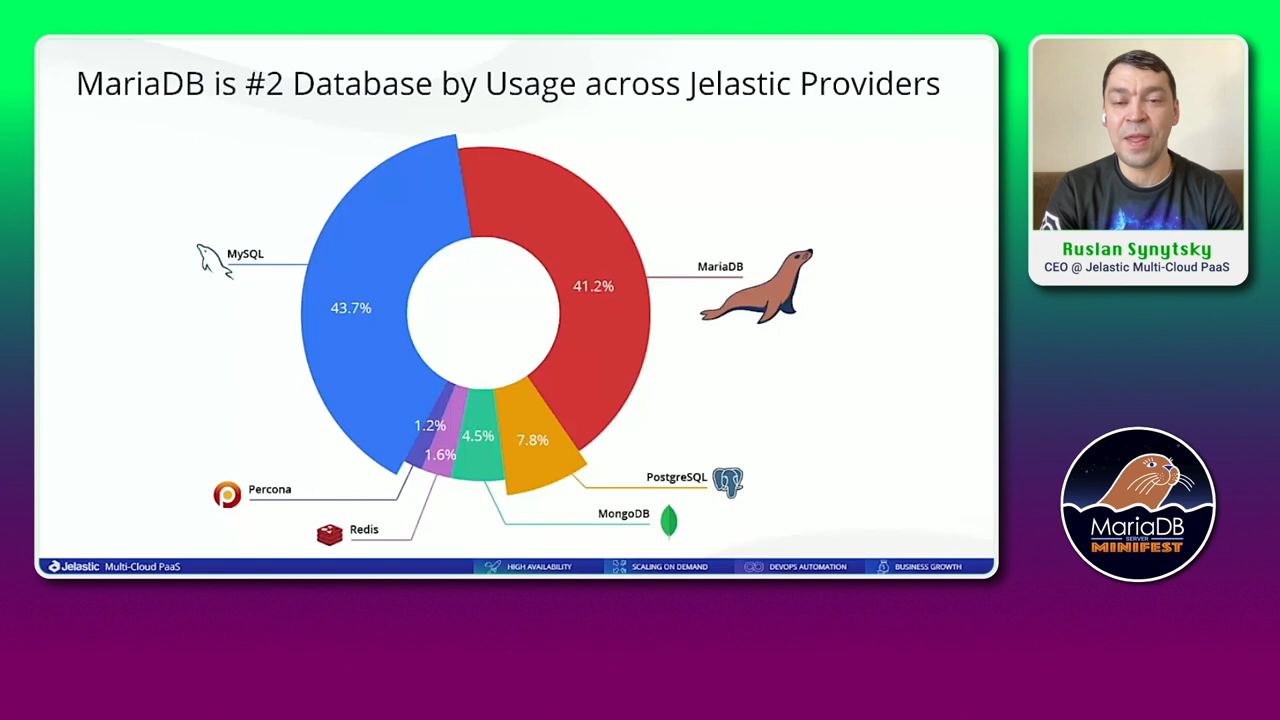 MariaDB is #2 Database by Usage across Jelastic Providers
MySQL
43.7%
41.2%
MariaDB
1.2%
1.6%
4.5%
7.8%
Percona
Redis
MongoDB
PostgreSQL
Jelastic Multi-Cloud PaaS
HIGH AVAILABILITY
SCALING ON DEMAND
DEVOPS AUTOMATION
BUSINESS GROWTH
Ruslan Synytsky
CEO @ Jelastic Multi-Cloud PaaS
MariaDB
SERVER
MINIFEST